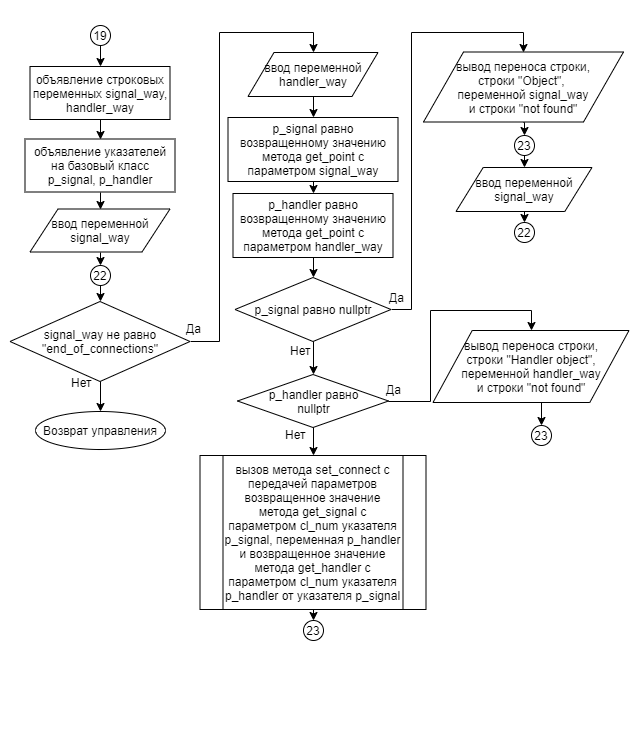 19
объявление строковых
переменных signal_way,
handler_way
объявление указателей
на базовый класс
p_signal, p_handler
ввод переменной
signal_way
22
signal_way не равно
"end_of_connections"
Да
Нет
Возврат управления
ввод переменной
handler_way
p_signal равно
возвращенному значению
метода get_point с
параметром signal_way
p_handler равно
возвращенному значению
метода get_point с
параметром handler_way
p_signal равно nullptr
Да
Нет
p_handler равно
nullptr
Да
Нет
вызов метода set_connect с
передачей параметров
возвращенное значение
метода get_signal с
параметром cl_num указателя
p_signal, переменная p_handler
и возвращенное значение
метода get_handler с
параметром cl_num указателя
p_handler от указателя p_signal
23
вывод переноса строки,
строки "Object",
переменной signal_way
и строки "not found"
23
ввод переменной
signal_way
22
вывод переноса строки,
строки "Handler object",
переменной handler_way
и строки "not found"
23